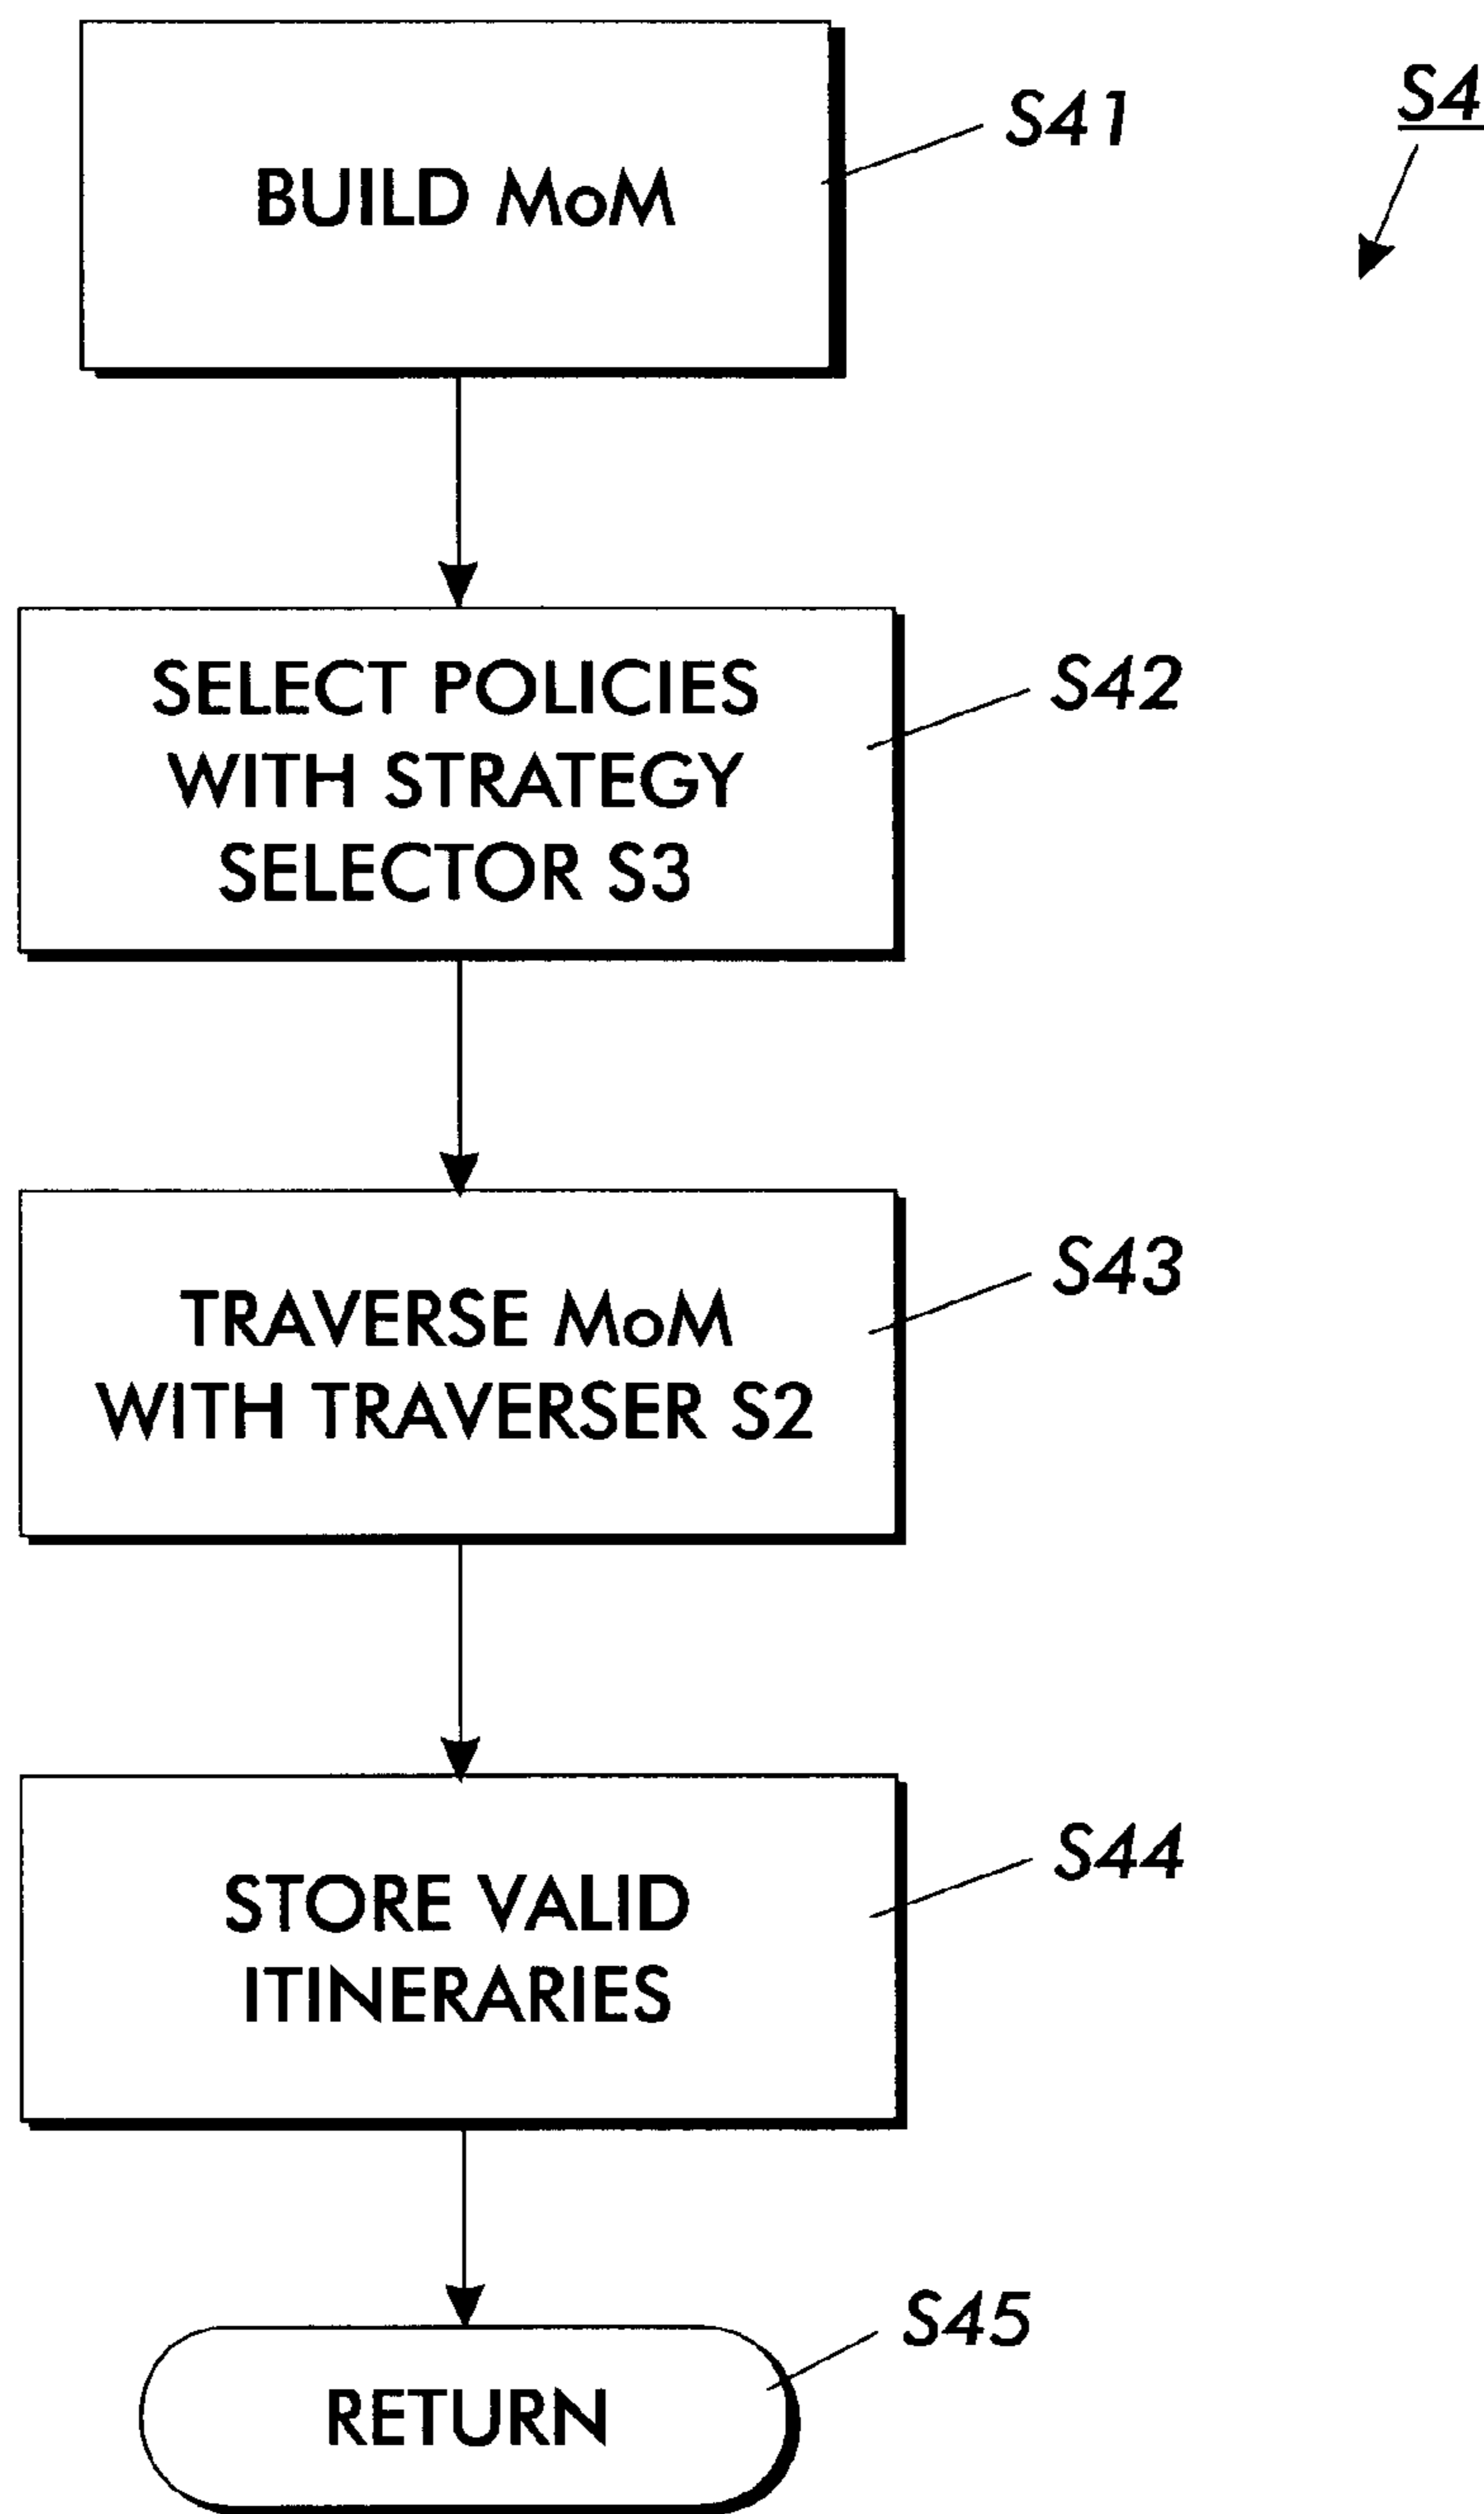 S4
BUILD MoM
S41
SELECT POLICIES
WITH STRATEGY
SELECTOR S3
S42
TRAVERSE MoM
WITH TRAVERSER S2
S43
STORE VALID
ITINERARIES
S44
RETURN
S45